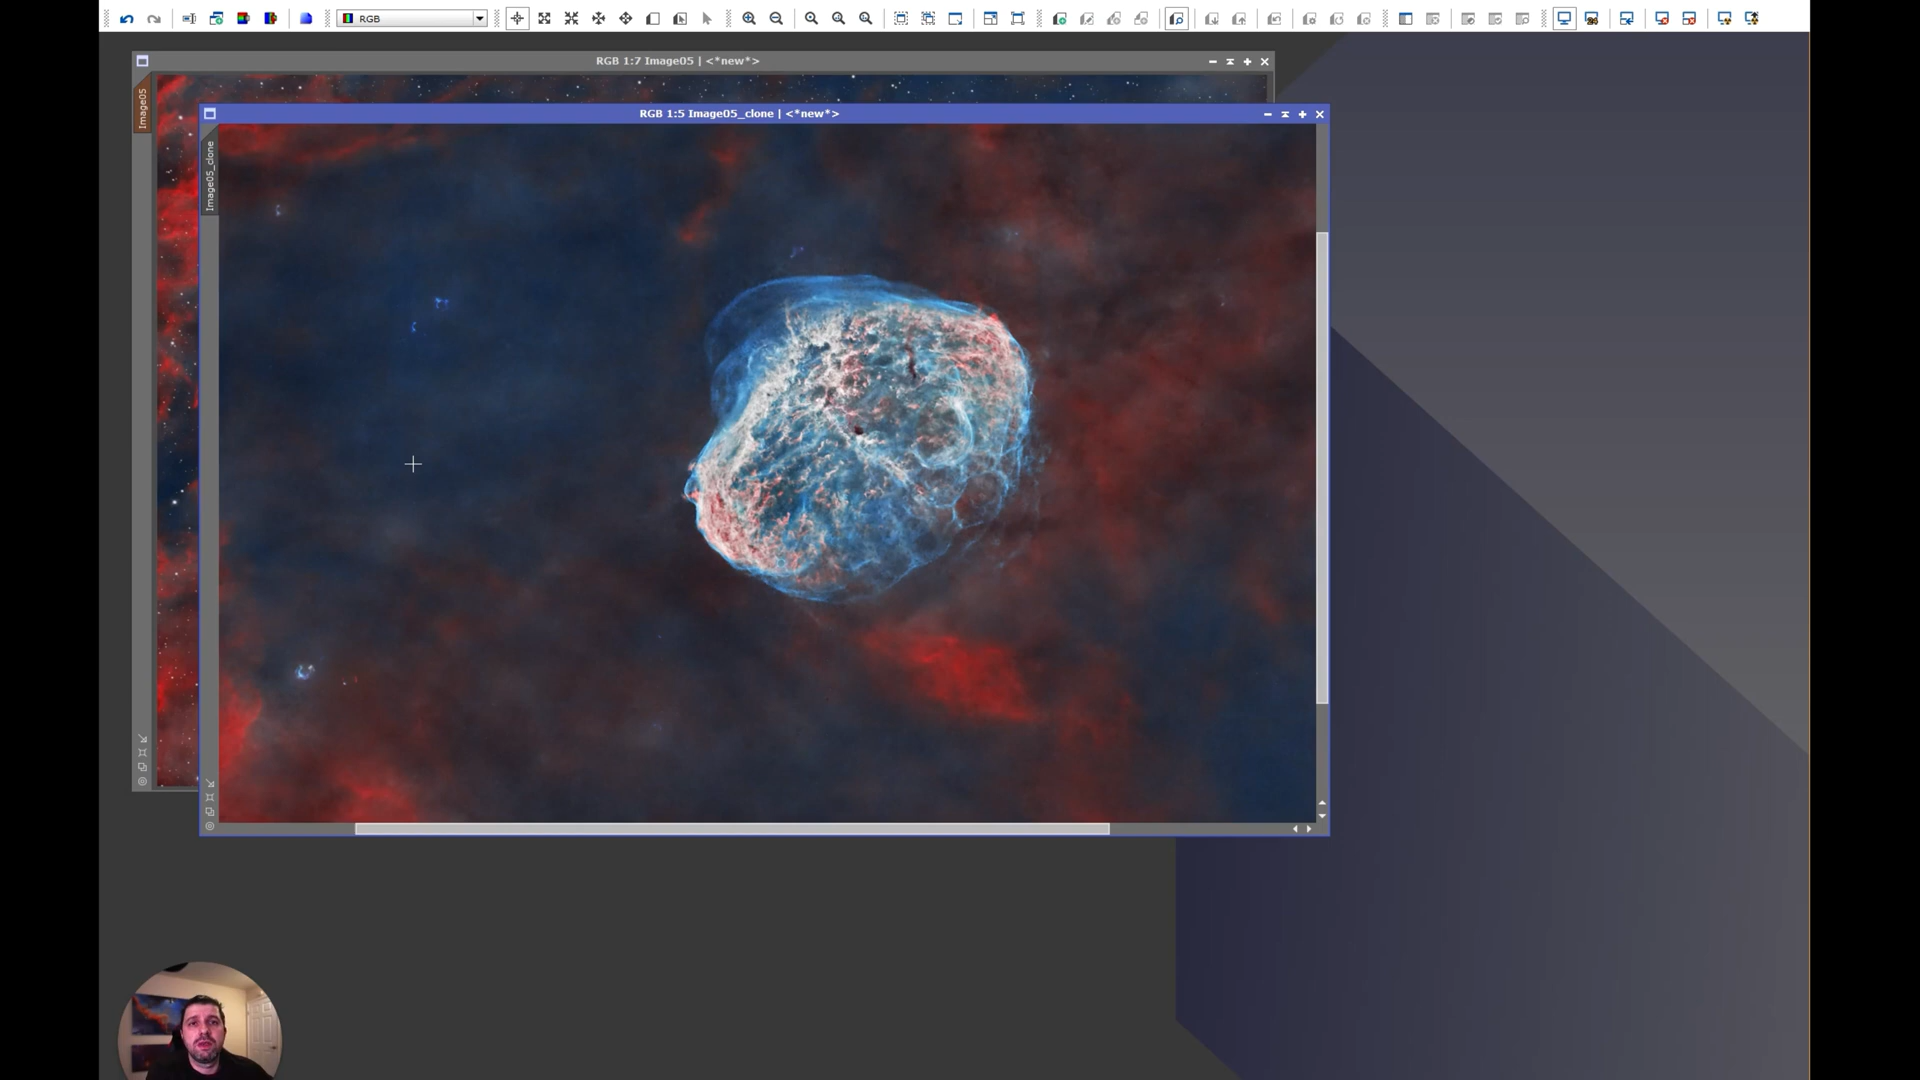 RGB
RGB 1:7 Image05 | <*new*>
Image05
RGB 1:5 Image05_clone | <*new*>
Image05_clone